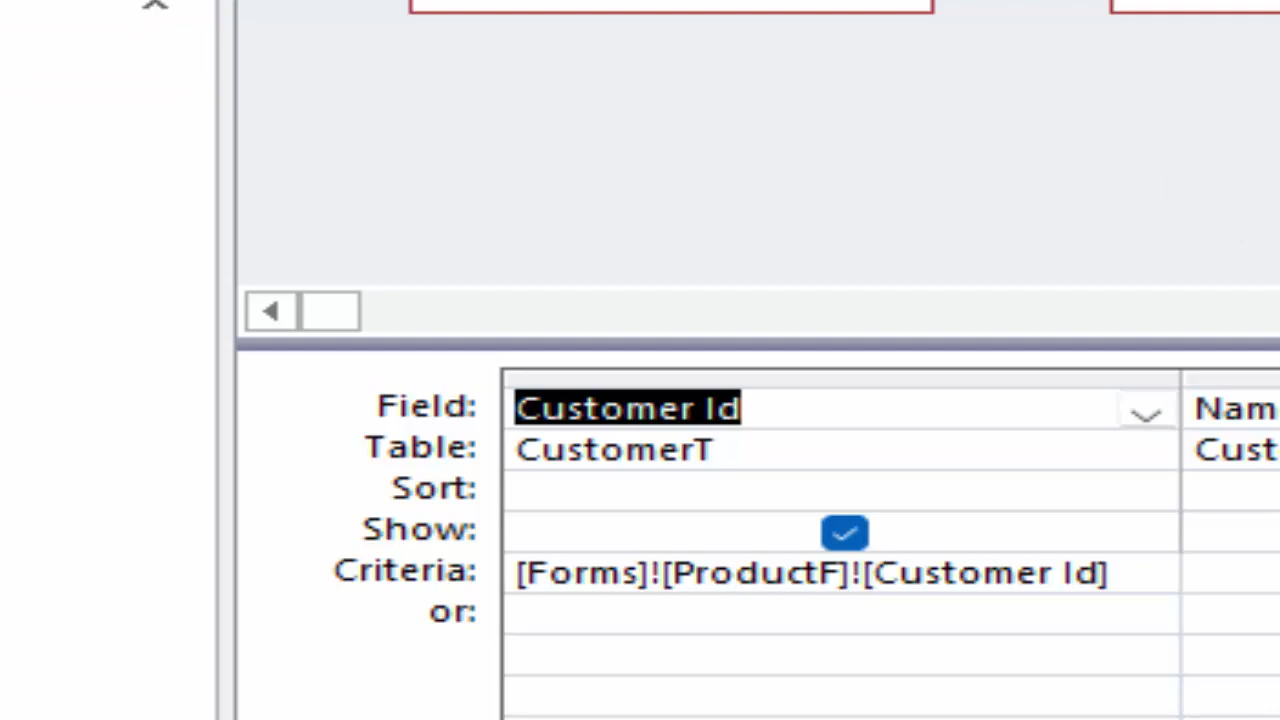 Field: Customer Id Nam
Table: CustomerT Cust
Sort:
Show:
Criteria: [Forms]![ProductF]![Customer Id]
or: